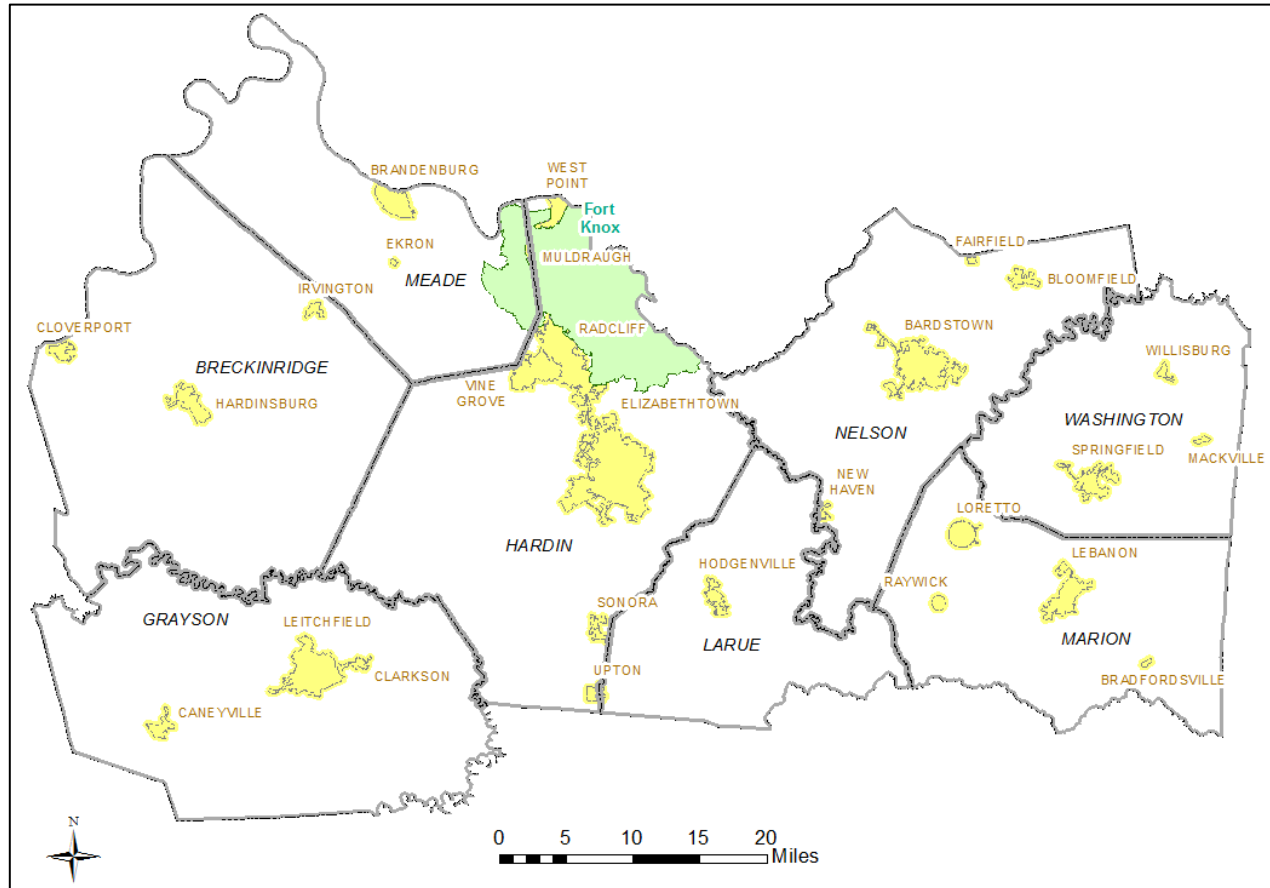 BRANDENBURG
WEST
POINT
Fort
Knox
EKRON
MULDRAUGH
FAIRFIELD
MEADE
BLOOMFIELD
IRVINGTON
CLOVERPORT
RADCLIFF
BARDSTOWN
WILLISBURG
BRECKINRIDGE
VINE
GROVE
HARDINSBURG
ELIZABETHTOWN
WASHINGTON
NELSON
SPRINGFIELD
MACKVILLE
NEW
HAVEN
LORETTO
HARDIN
LEBANON
HODGENVILLE
RAYWICK
SONORA
GRAYSON
LEITCHFIELD
LARUE
MARION
CLARKSON
UPTON
BRADFORDSVILLE
CANEYVILLE
N
0 5 10 15 20
Miles